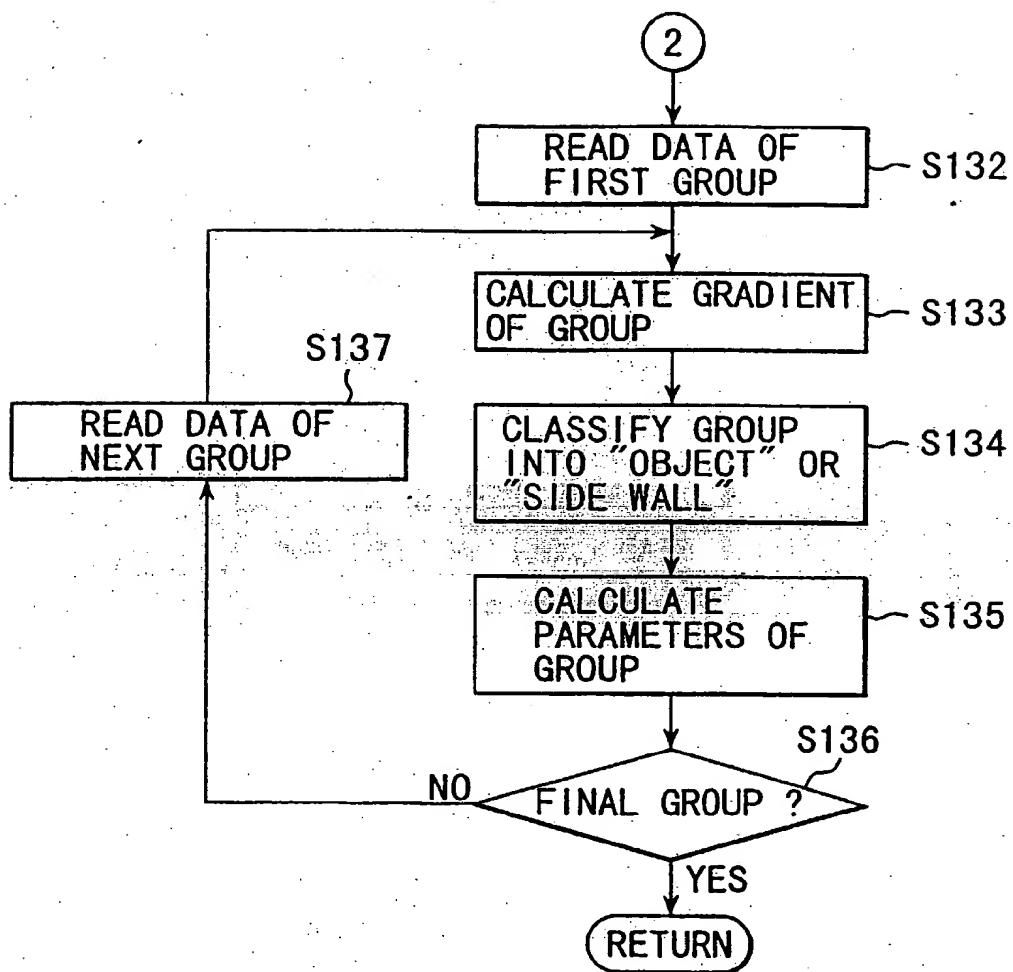 2
READ DATA OF
FIRST GROUP
S132
CALCULATE GRADIENT
OF GROUP
S133
S137
READ DATA OF
NEXT GROUP
CLASSIFY GROUP
INTO "OBJECT" OR
"SIDE WALL"
S134
CALCULATE
PARAMETERS OF
GROUP
S135
S136
NO
FINAL GROUP ?
YES
RETURN